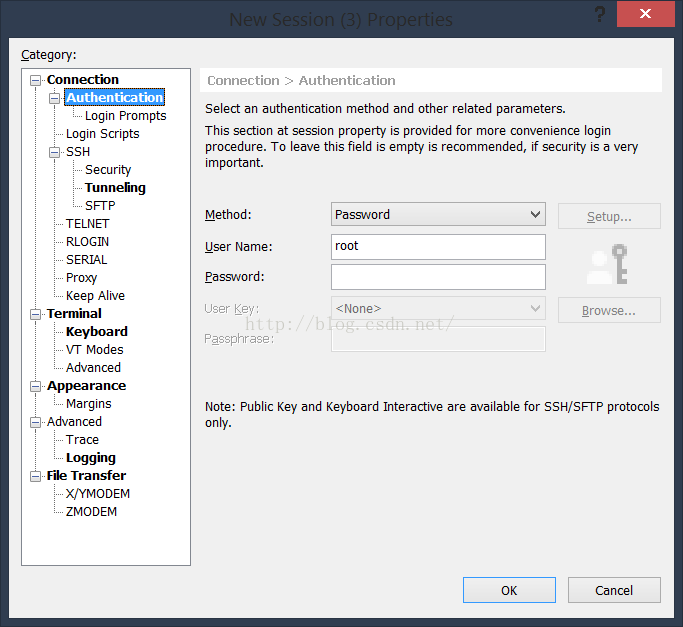 New Session (3) Properties
?
Category:
Connection
Authentication
Login Prompts
Login Scripts
SSH
Security
Tunneling
SFTP
TELNET
RLOGIN
SERIAL
Proxy
Keep Alive
Terminal
Keyboard
VT Modes
Advanced
Appearance
Margins
Advanced
Trace
Logging
File Transfer
X/YMODEM
ZMODEM
Connection > Authentication
Select an authentication method and other related parameters.
This section at session property is provided for more convenience login
procedure. To leave this field is empty is recommended, if security is a very
important.
Method: Password Setup...
User Name: root
Password:
User Key: <None> Browse...
http://blog.csdn.net/
Passphrase:
Note: Public Key and Keyboard Interactive are available for SSH/SFTP protocols
only.
OK Cancel